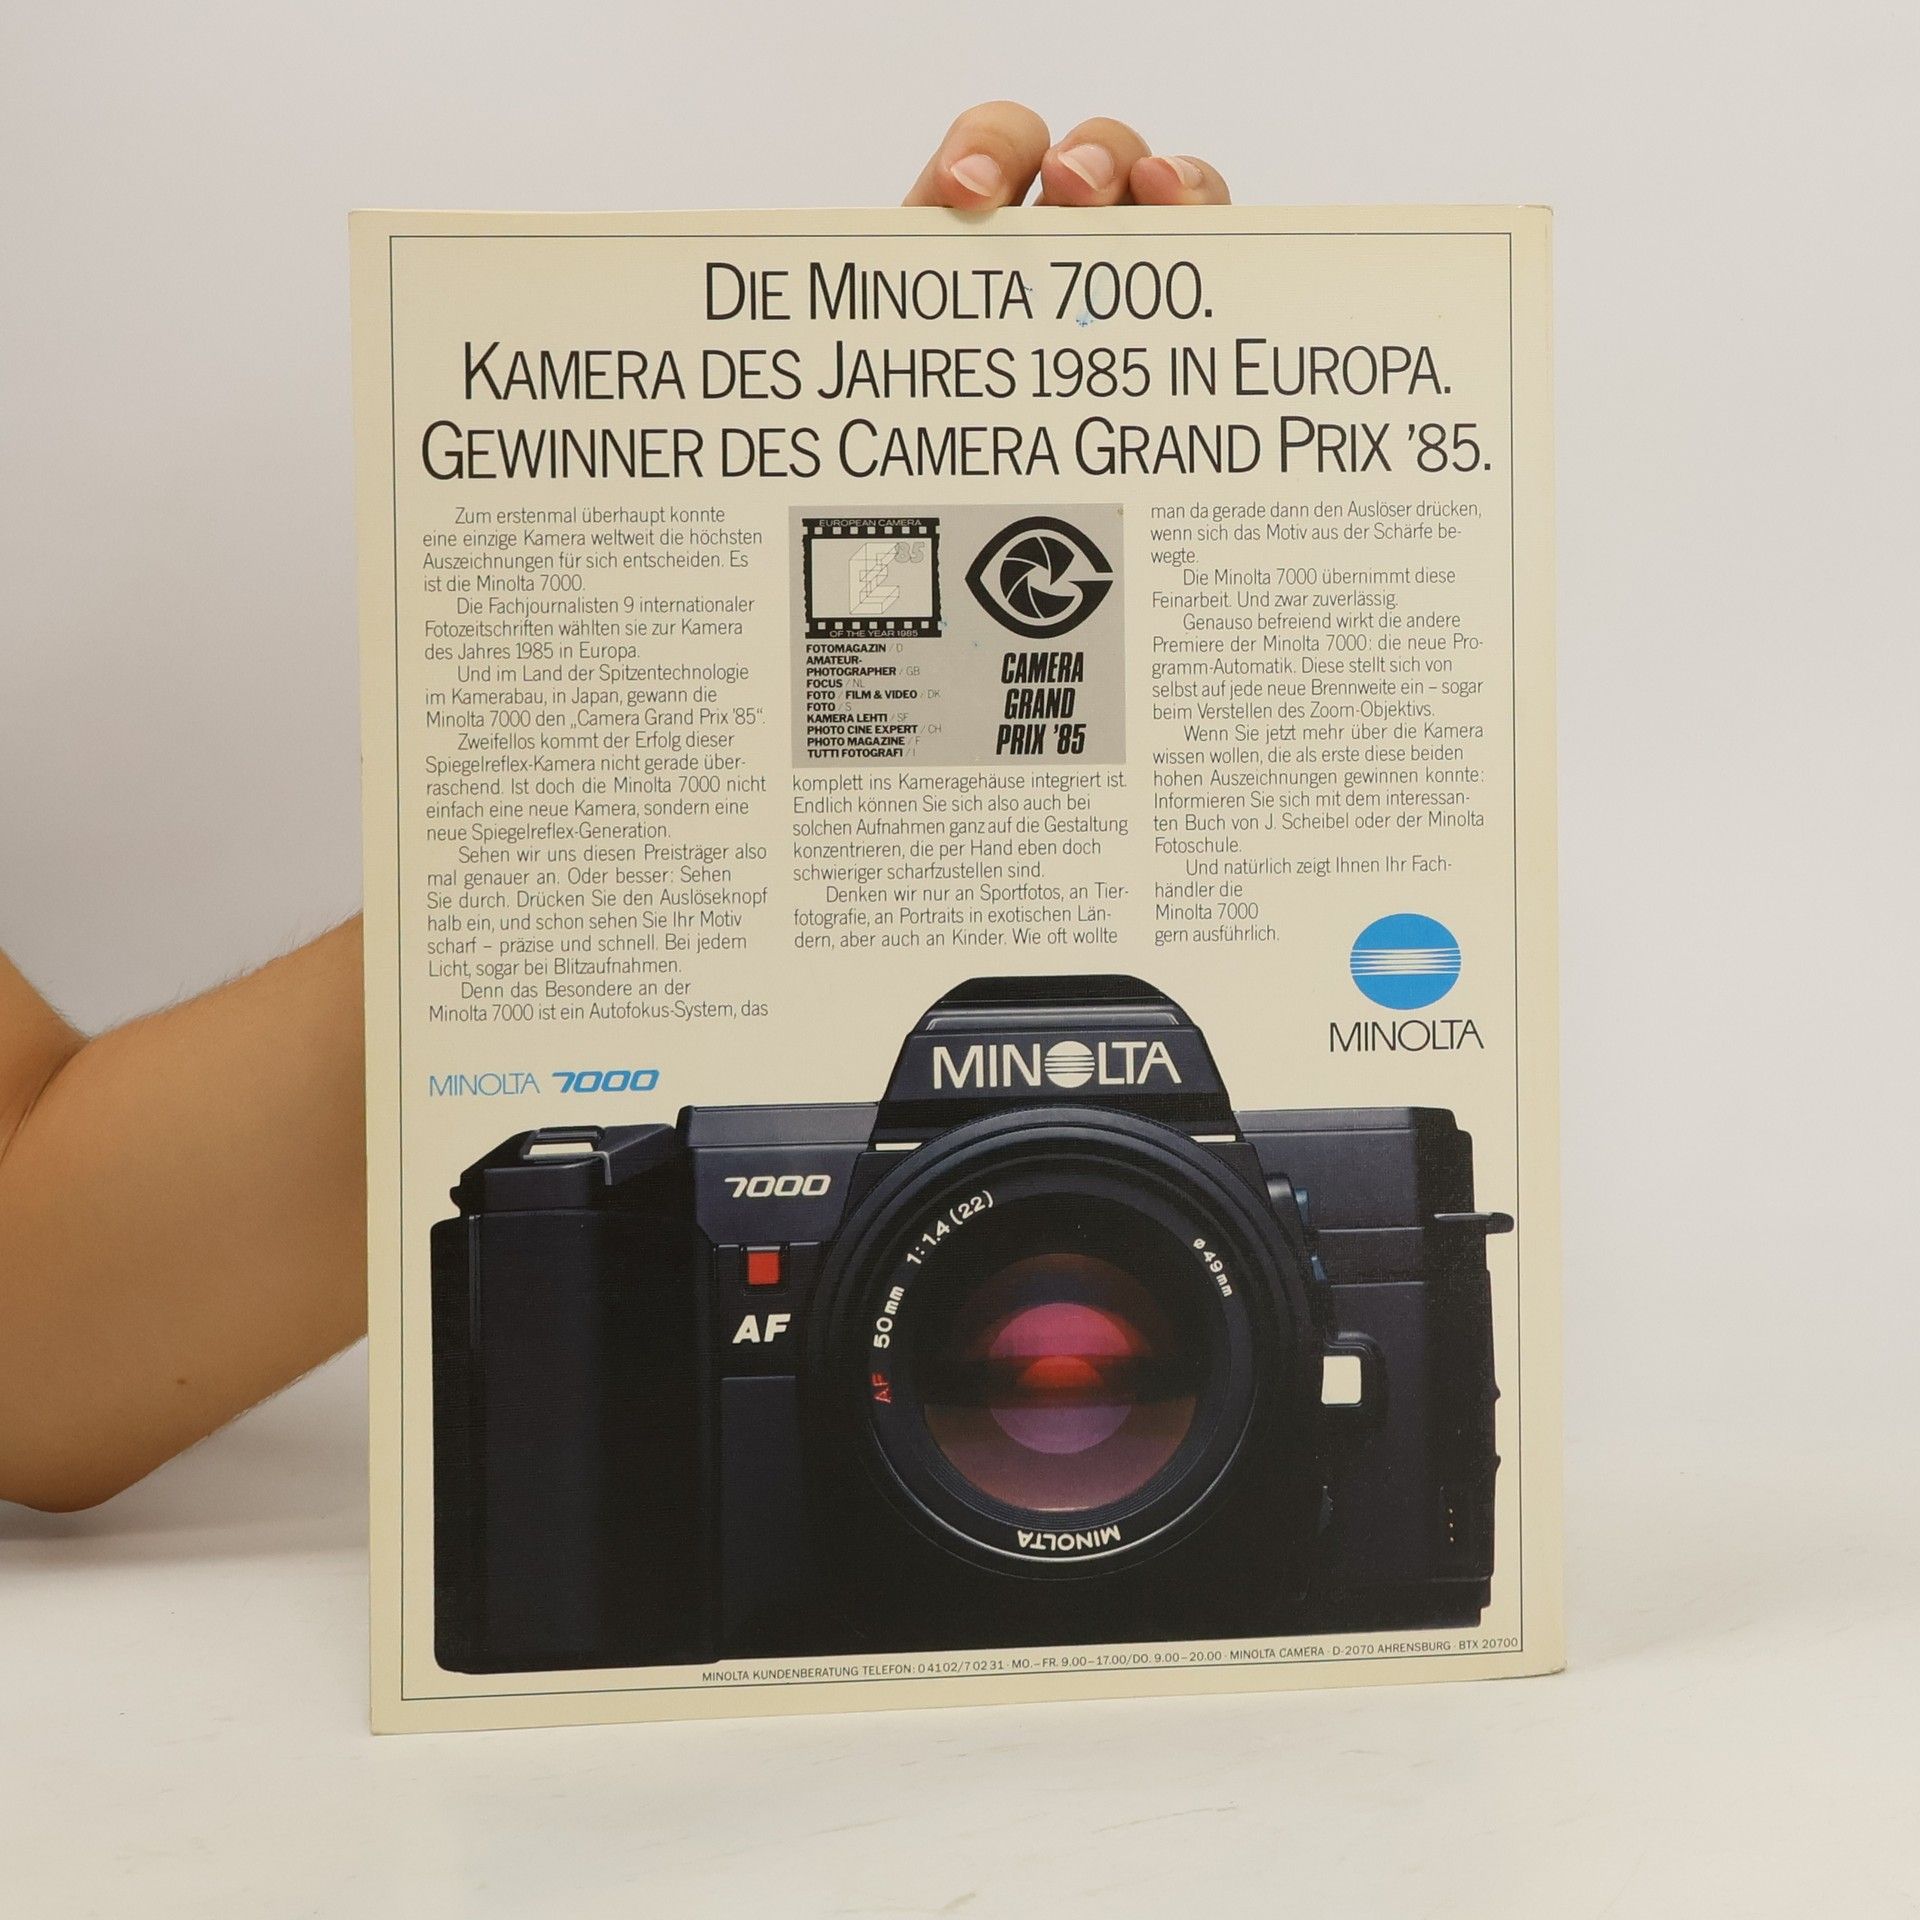 DIE MINOLTA 7000.
KAMERA DES JAHRES 1985 IN EUROPA.
GEWINNER DES CAMERA GRAND PRIX '85.
Zum erstenmal überhaupt konnte
eine einzige Kamera weltweit die höchsten
Auszeichnungen für sich entscheiden. Es
ist die Minolta 7000.
Die Fachjournalisten 9 internationaler
Fotozeitschriften wählten sie zur Kamera
des Jahres 1985 in Europa.
Und im Land der Spitzentechnologie
im Kamerabau, in Japan, gewann die
Minolta 7000 den „Camera Grand Prix '85“.
Zweifellos kommt der Erfolg dieser
Spiegelreflex-Kamera nicht gerade über-
raschend. Ist doch die Minolta 7000 nicht
einfach eine neue Kamera, sondern eine
neue Spiegelreflex-Generation.
Sehen wir uns diesen Preisträger also
mal genauer an. Oder besser: Sehen
Sie durch. Drücken Sie den Auslöseknopf
halb ein, und schon sehen Sie Ihr Motiv
scharf – präzise und schnell. Bei jedem
Licht, sogar bei Blitzaufnahmen.
Denn das Besondere an der
Minolta 7000 ist ein Autofokus-System, das
EUROPEAN CAMERA
E '85
OF THE YEAR 1985
FOTOMAGAZIN / D
AMATEUR-
PHOTOGRAPHER / GB
FOCUS / NL
FOTO / FILM & VIDEO / DK
FOTO / S
KAMERA LEHTI / SF
PHOTO CINE EXPERT / CH
PHOTO MAGAZINE / F
TUTTI FOTOGRAFI / I
CAMERA
GRAND
PRIX '85
komplett ins Kameragehäuse integriert ist.
Endlich können Sie sich also auch bei
solchen Aufnahmen ganz auf die Gestaltung
konzentrieren, die per Hand eben doch
schwieriger scharfzustellen sind.
Denken wir nur an Sportfotos, an Tier-
fotografie, an Portraits in exotischen Län-
dern, aber auch an Kinder. Wie oft wollte
man da gerade dann den Auslöser drücken,
wenn sich das Motiv aus der Schärfe be-
wegte.
Die Minolta 7000 übernimmt diese
Feinarbeit. Und zwar zuverlässig.
Genauso befreiend wirkt die andere
Premiere der Minolta 7000: die neue Pro-
gramm-Automatik. Diese stellt sich von
selbst auf jede neue Brennweite ein – sogar
beim Verstellen des Zoom-Objektivs.
Wenn Sie jetzt mehr über die Kamera
wissen wollen, die als erste diese beiden
hohen Auszeichnungen gewinnen konnte:
Informieren Sie sich mit dem interessan-
ten Buch von J. Scheibel oder der Minolta
Fotoschule.
Und natürlich zeigt Ihnen Ihr Fach-
händler die
Minolta 7000
gern ausführlich.
MINOLTA
MINOLTA 7000
MINOLTA
7000
AF
AF 50mm 1:1.4 (22) ø49mm
MINOLTA
MINOLTA KUNDENBERATUNG TELEFON: 04102/70231 · MO.–FR. 9.00–17.00/DO. 9.00–20.00 · MINOLTA CAMERA · D-2070 AHRENSBURG · BTX 20700